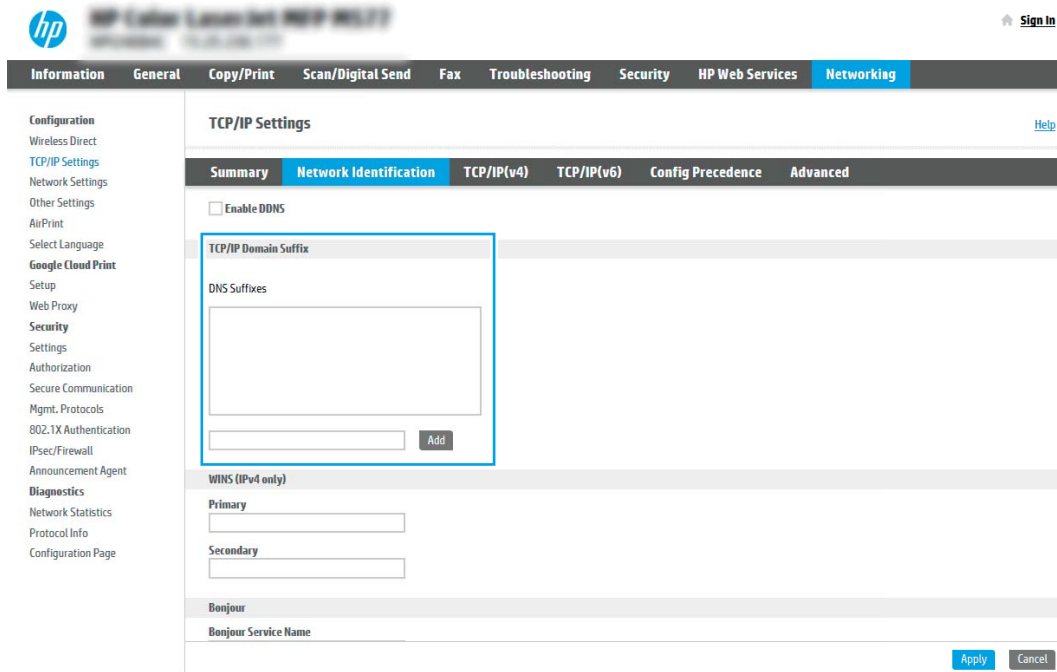 hp
Sign In
Information General Copy/Print Scan/Digital Send Fax Troubleshooting Security HP Web Services Networking
Configuration
Wireless Direct
TCP/IP Settings
Network Settings
Other Settings
AirPrint
Select Language
Google Cloud Print
Setup
Web Proxy
Security
Settings
Authorization
Secure Communication
Mgmt. Protocols
802.1X Authentication
IPsec/Firewall
Announcement Agent
Diagnostics
Network Statistics
Protocol Info
Configuration Page
TCP/IP Settings
Help
Summary Network Identification TCP/IP(v4) TCP/IP(v6) Config Precedence Advanced
Enable DDNS
TCP/IP Domain Suffix
DNS Suffixes
Add
WINS (IPv4 only)
Primary
Secondary
Bonjour
Bonjour Service Name
Apply Cancel